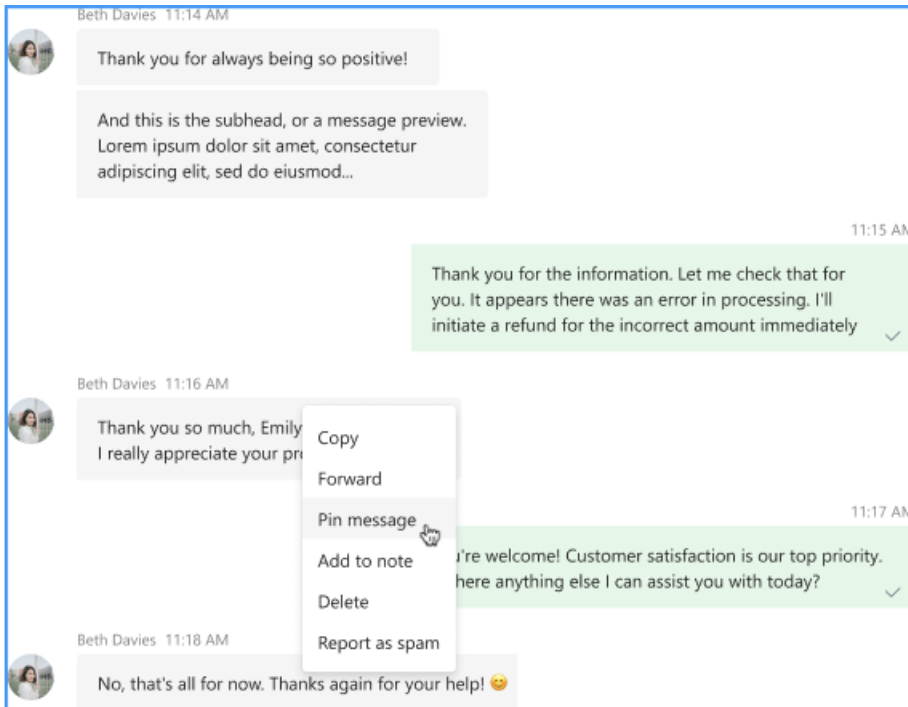 Beth Davies 11:14 AM
Thank you for always being so positive!
And this is the subhead, or a message preview.
Lorem ipsum dolor sit amet, consectetur
adipiscing elit, sed do eiusmod...
11:15 AM
Thank you for the information. Let me check that for
you. It appears there was an error in processing. I'll
initiate a refund for the incorrect amount immediately
Beth Davies 11:16 AM
Thank you so much, Emily
I really appreciate your
Copy
Forward
Pin message
Add to note
Delete
Report as spam
11:17 AM
welcome! Customer satisfaction is our top priority.
anything else I can assist you with today?
Beth Davies 11:18 AM
No, that's all for now. Thanks again for your help! 😊